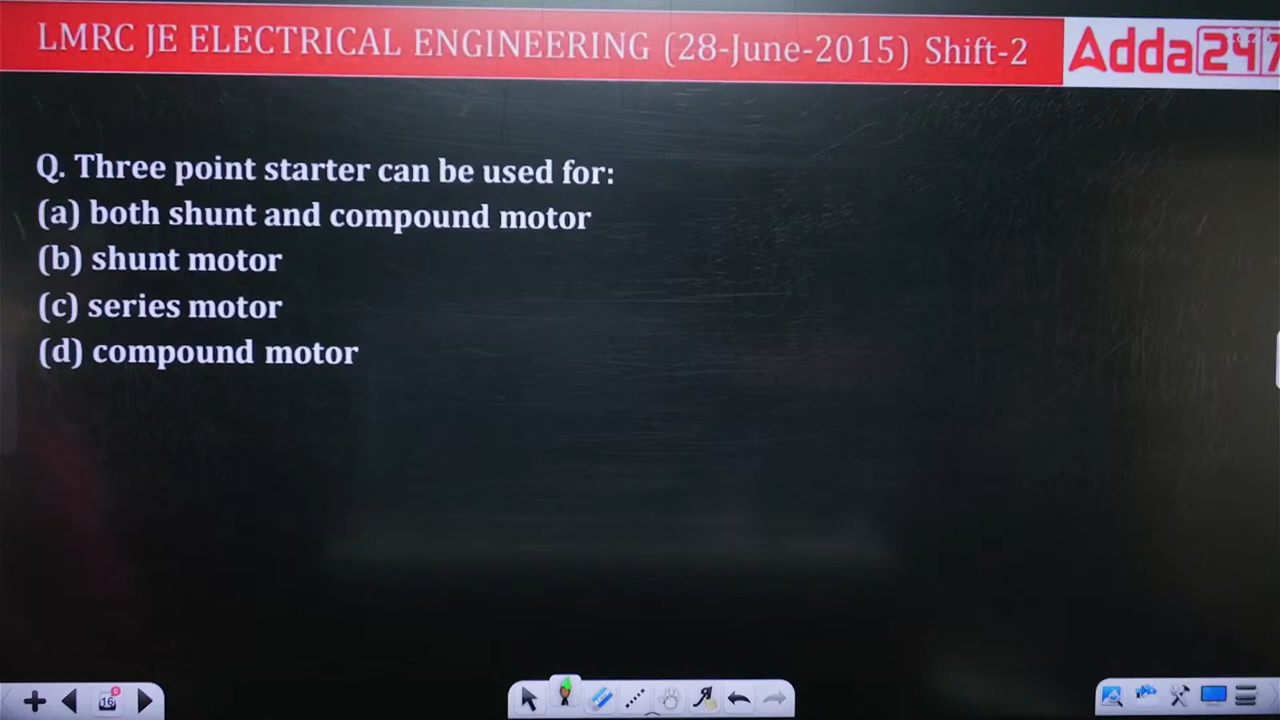 LMRC JE ELECTRICAL ENGINEERING (28-June-2015) Shift-2
Adda247
Q. Three point starter can be used for:
(a) both shunt and compound motor
(b) shunt motor
(c) series motor
(d) compound motor
16